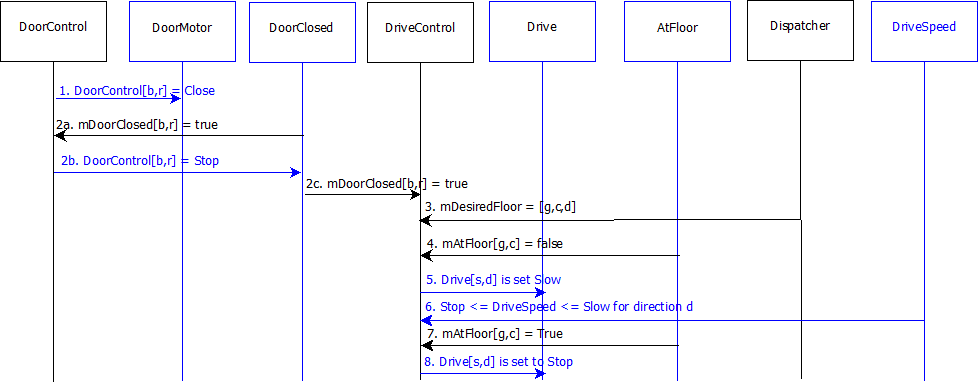 DoorControl
DoorMotor
DoorClosed
DriveControl
Drive
AtFloor
Dispatcher
DriveSpeed
1. DoorControl[b,r] = Close
2a. mDoorClosed[b,r] = true
2b. DoorControl[b,r] = Stop
2c. mDoorClosed[b,r] = true
3. mDesiredFloor = [g,c,d]
4. mAtFloor[g,c] = false
5. Drive[s,d] is set Slow
6. Stop <= DriveSpeed <= Slow for direction d
7. mAtFloor[g,c] = True
8. Drive[s,d] is set to Stop